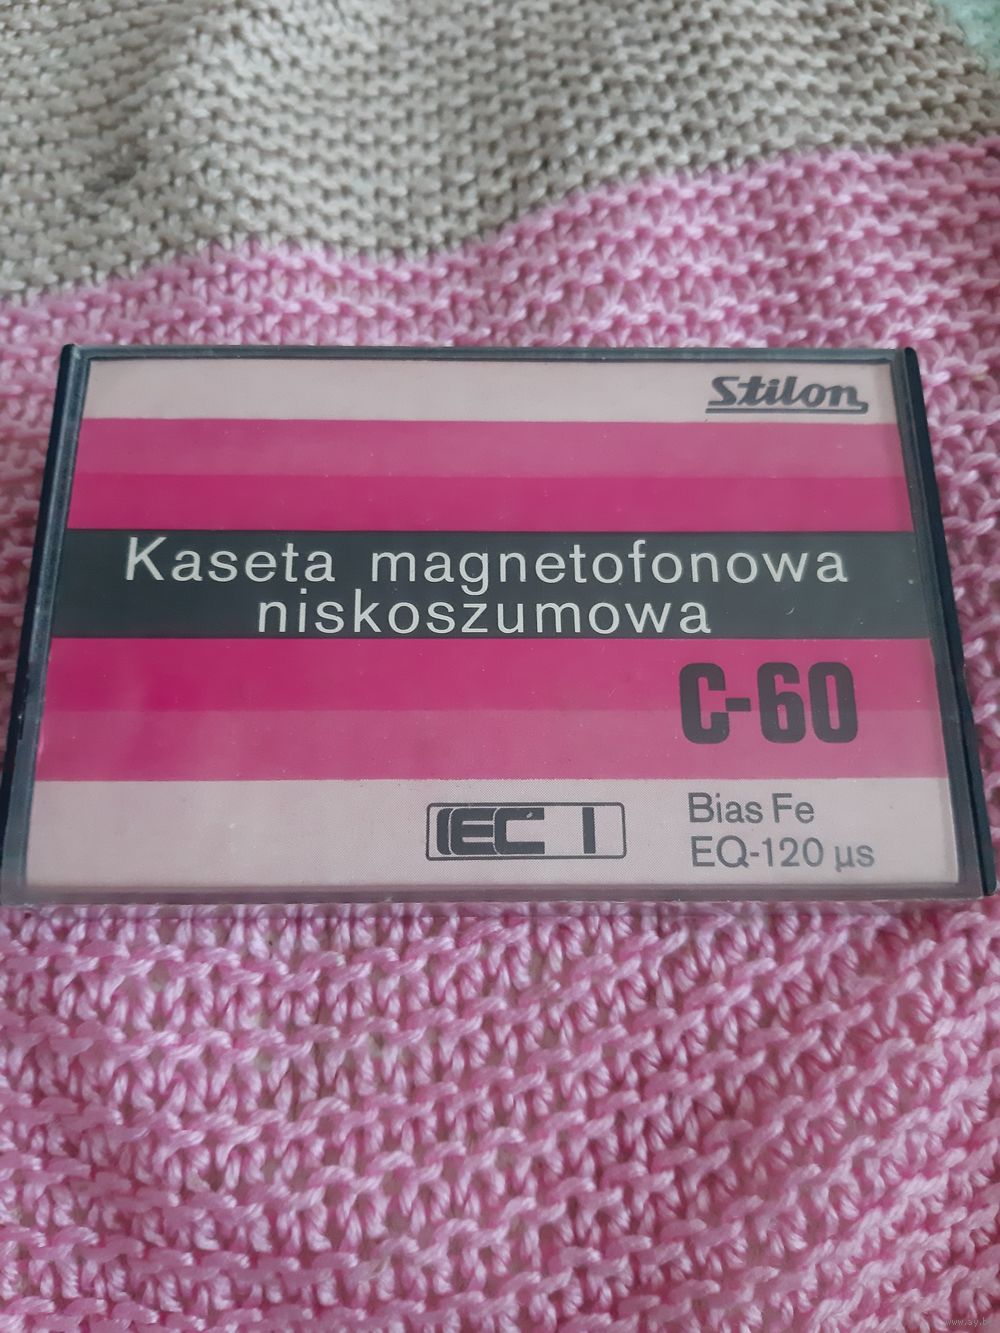 Stilon
Kaseta magnetofonowa
niskoszumowa
C-60
IEC I
Bias Fe
EQ-120 µs